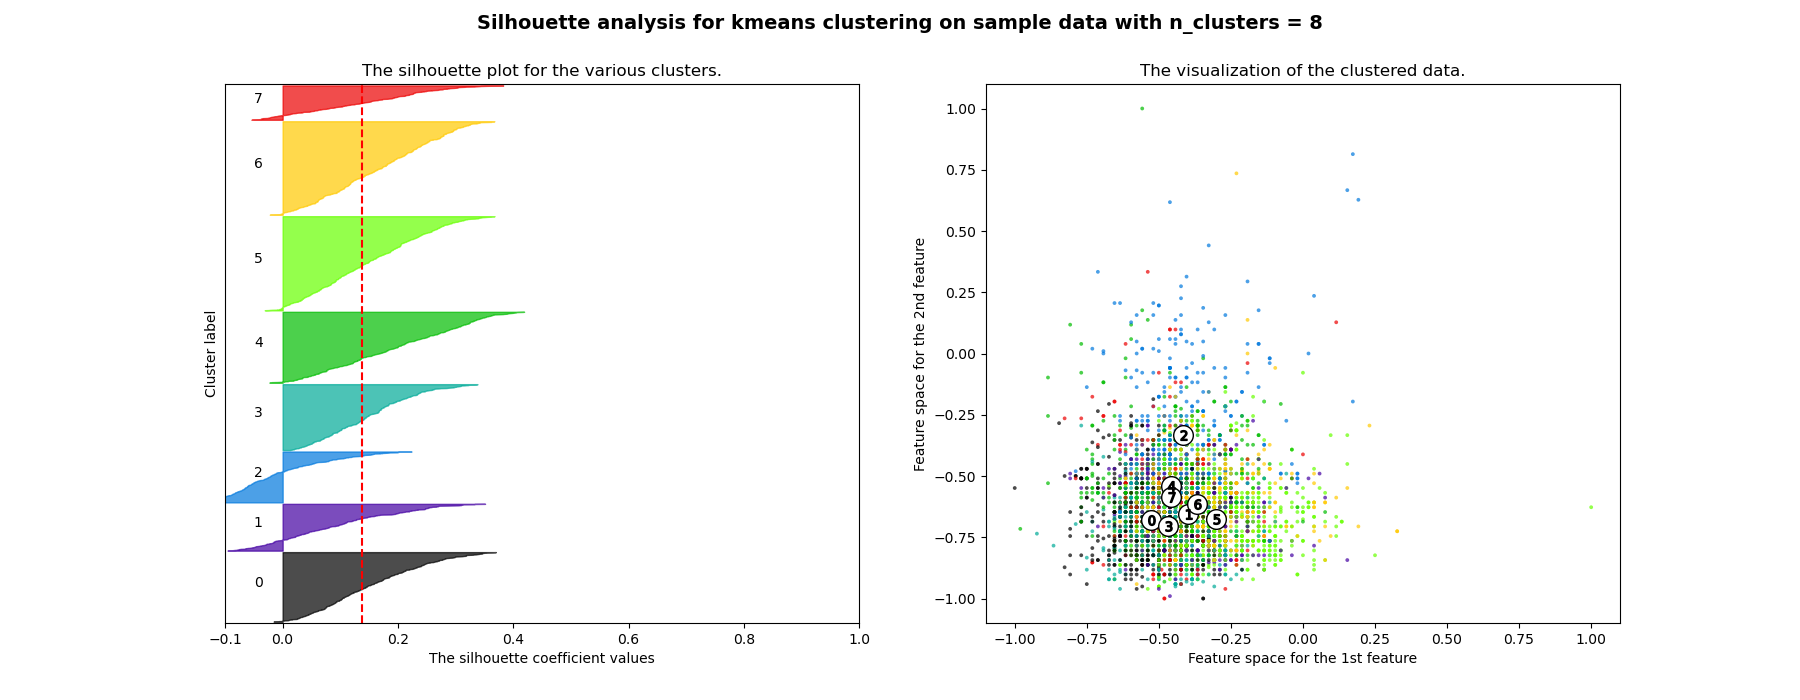 Silhouette analysis for kmeans clustering on sample data with n_clusters = 8
The silhouette plot for the various clusters.
7
6
5
4
3
2
1
0
Cluster label
−0.1 0.0 0.2 0.4 0.6 0.8 1.0
The silhouette coefficient values
The visualization of the clustered data.
1.00
0.75
0.50
0.25
0.00
−0.25
−0.50
−0.75
−1.00
Feature space for the 2nd feature
2
4
7
6
1
5
0
3
−1.00 −0.75 −0.50 −0.25 0.00 0.25 0.50 0.75 1.00
Feature space for the 1st feature